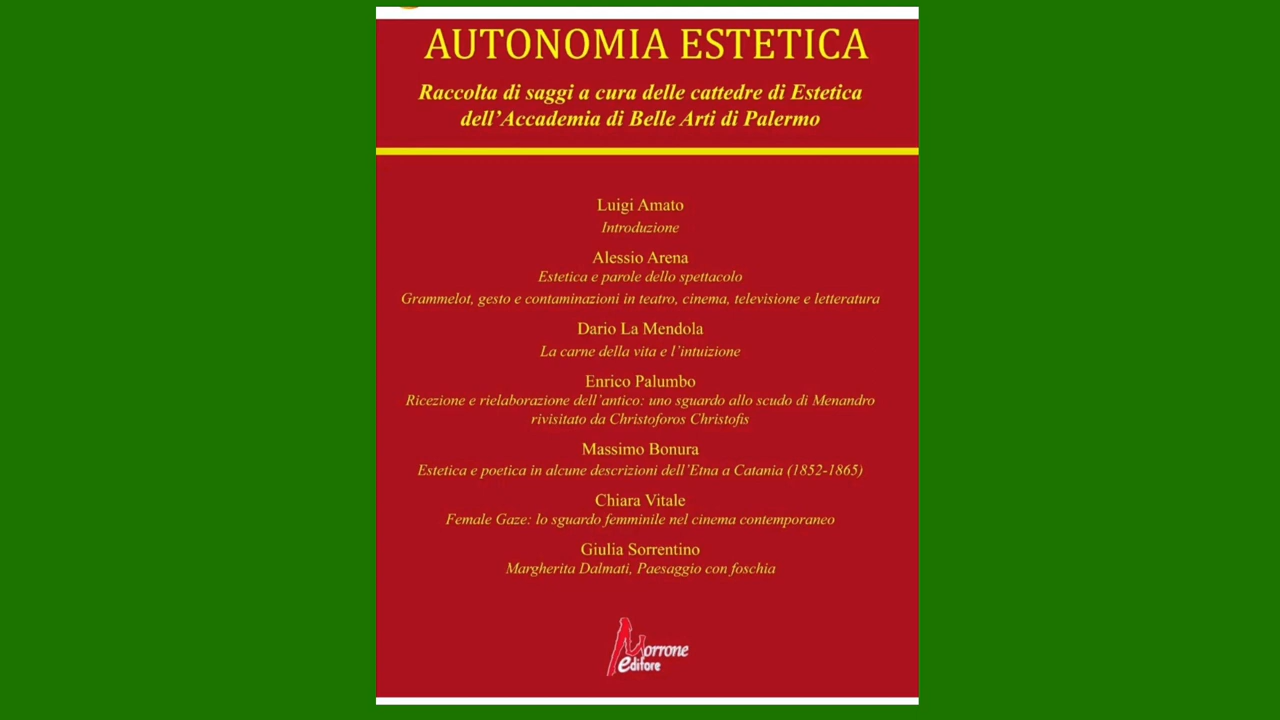 AUTONOMIA ESTETICA
Raccolta di saggi a cura delle cattedre di Estetica
dell’Accademia di Belle Arti di Palermo
Luigi Amato
Introduzione
Alessio Arena
Estetica e parole dello spettacolo
Grammelot, gesto e contaminazioni in teatro, cinema, televisione e letteratura
Dario La Mendola
La carne della vita e l’intuizione
Enrico Palumbo
Ricezione e rielaborazione dell’antico: uno sguardo allo scudo di Menandro
rivisitato da Christoforos Christofis
Massimo Bonura
Estetica e poetica in alcune descrizioni dell’Etna a Catania (1852-1865)
Chiara Vitale
Female Gaze: lo sguardo femminile nel cinema contemporaneo
Giulia Sorrentino
Margherita Dalmati, Paesaggio con foschia
Morrone
editore